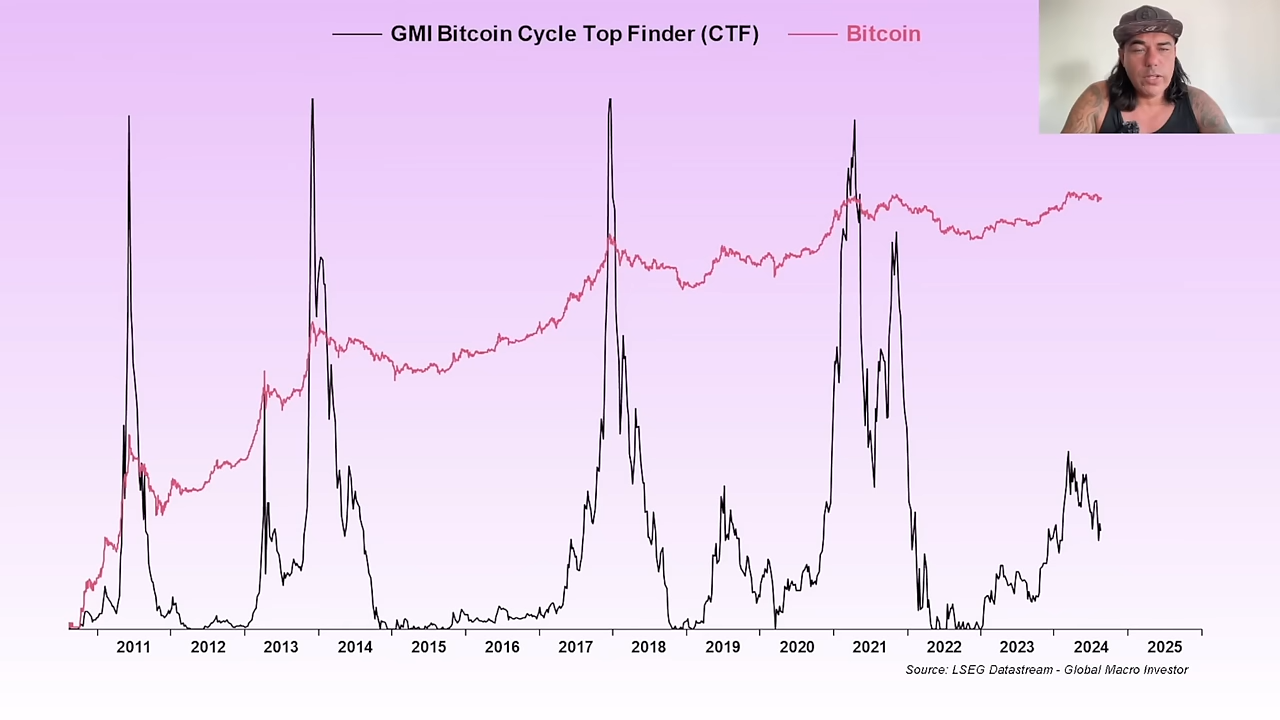 GMI Bitcoin Cycle Top Finder (CTF) Bitcoin
2011 2012 2013 2014 2015 2016 2017 2018 2019 2020 2021 2022 2023 2024 2025
Source: LSEG Datastream - Global Macro Investor